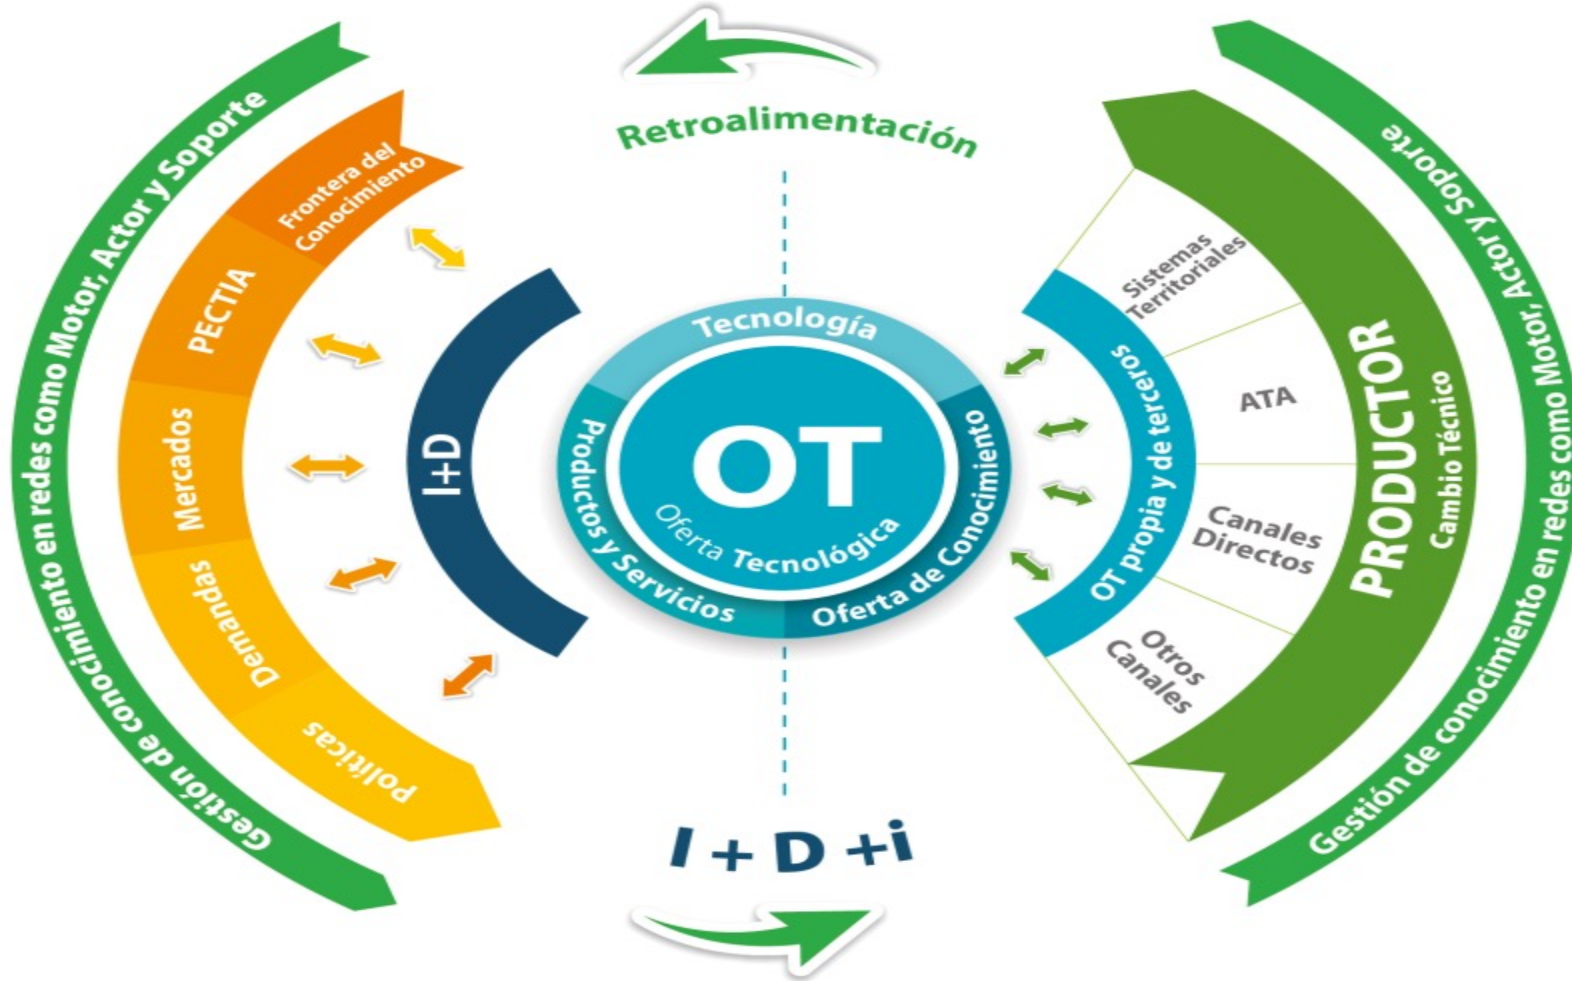 Retroalimentación
Gestión de conocimiento en redes como Motor, Actor y Soporte
Frontera del
Conocimiento
PECTIA
Mercados
Demandas
Políticas
I+D
Tecnología
OT
Oferta Tecnológica
Productos y Servicios
Oferta de Conocimiento
OT propia y de terceros
Sistemas
Territoriales
ATA
Canales
Directos
Otros
Canales
PRODUCTOR
Cambio Técnico
Gestión de conocimiento en redes como Motor, Actor y Soporte
I + D +i